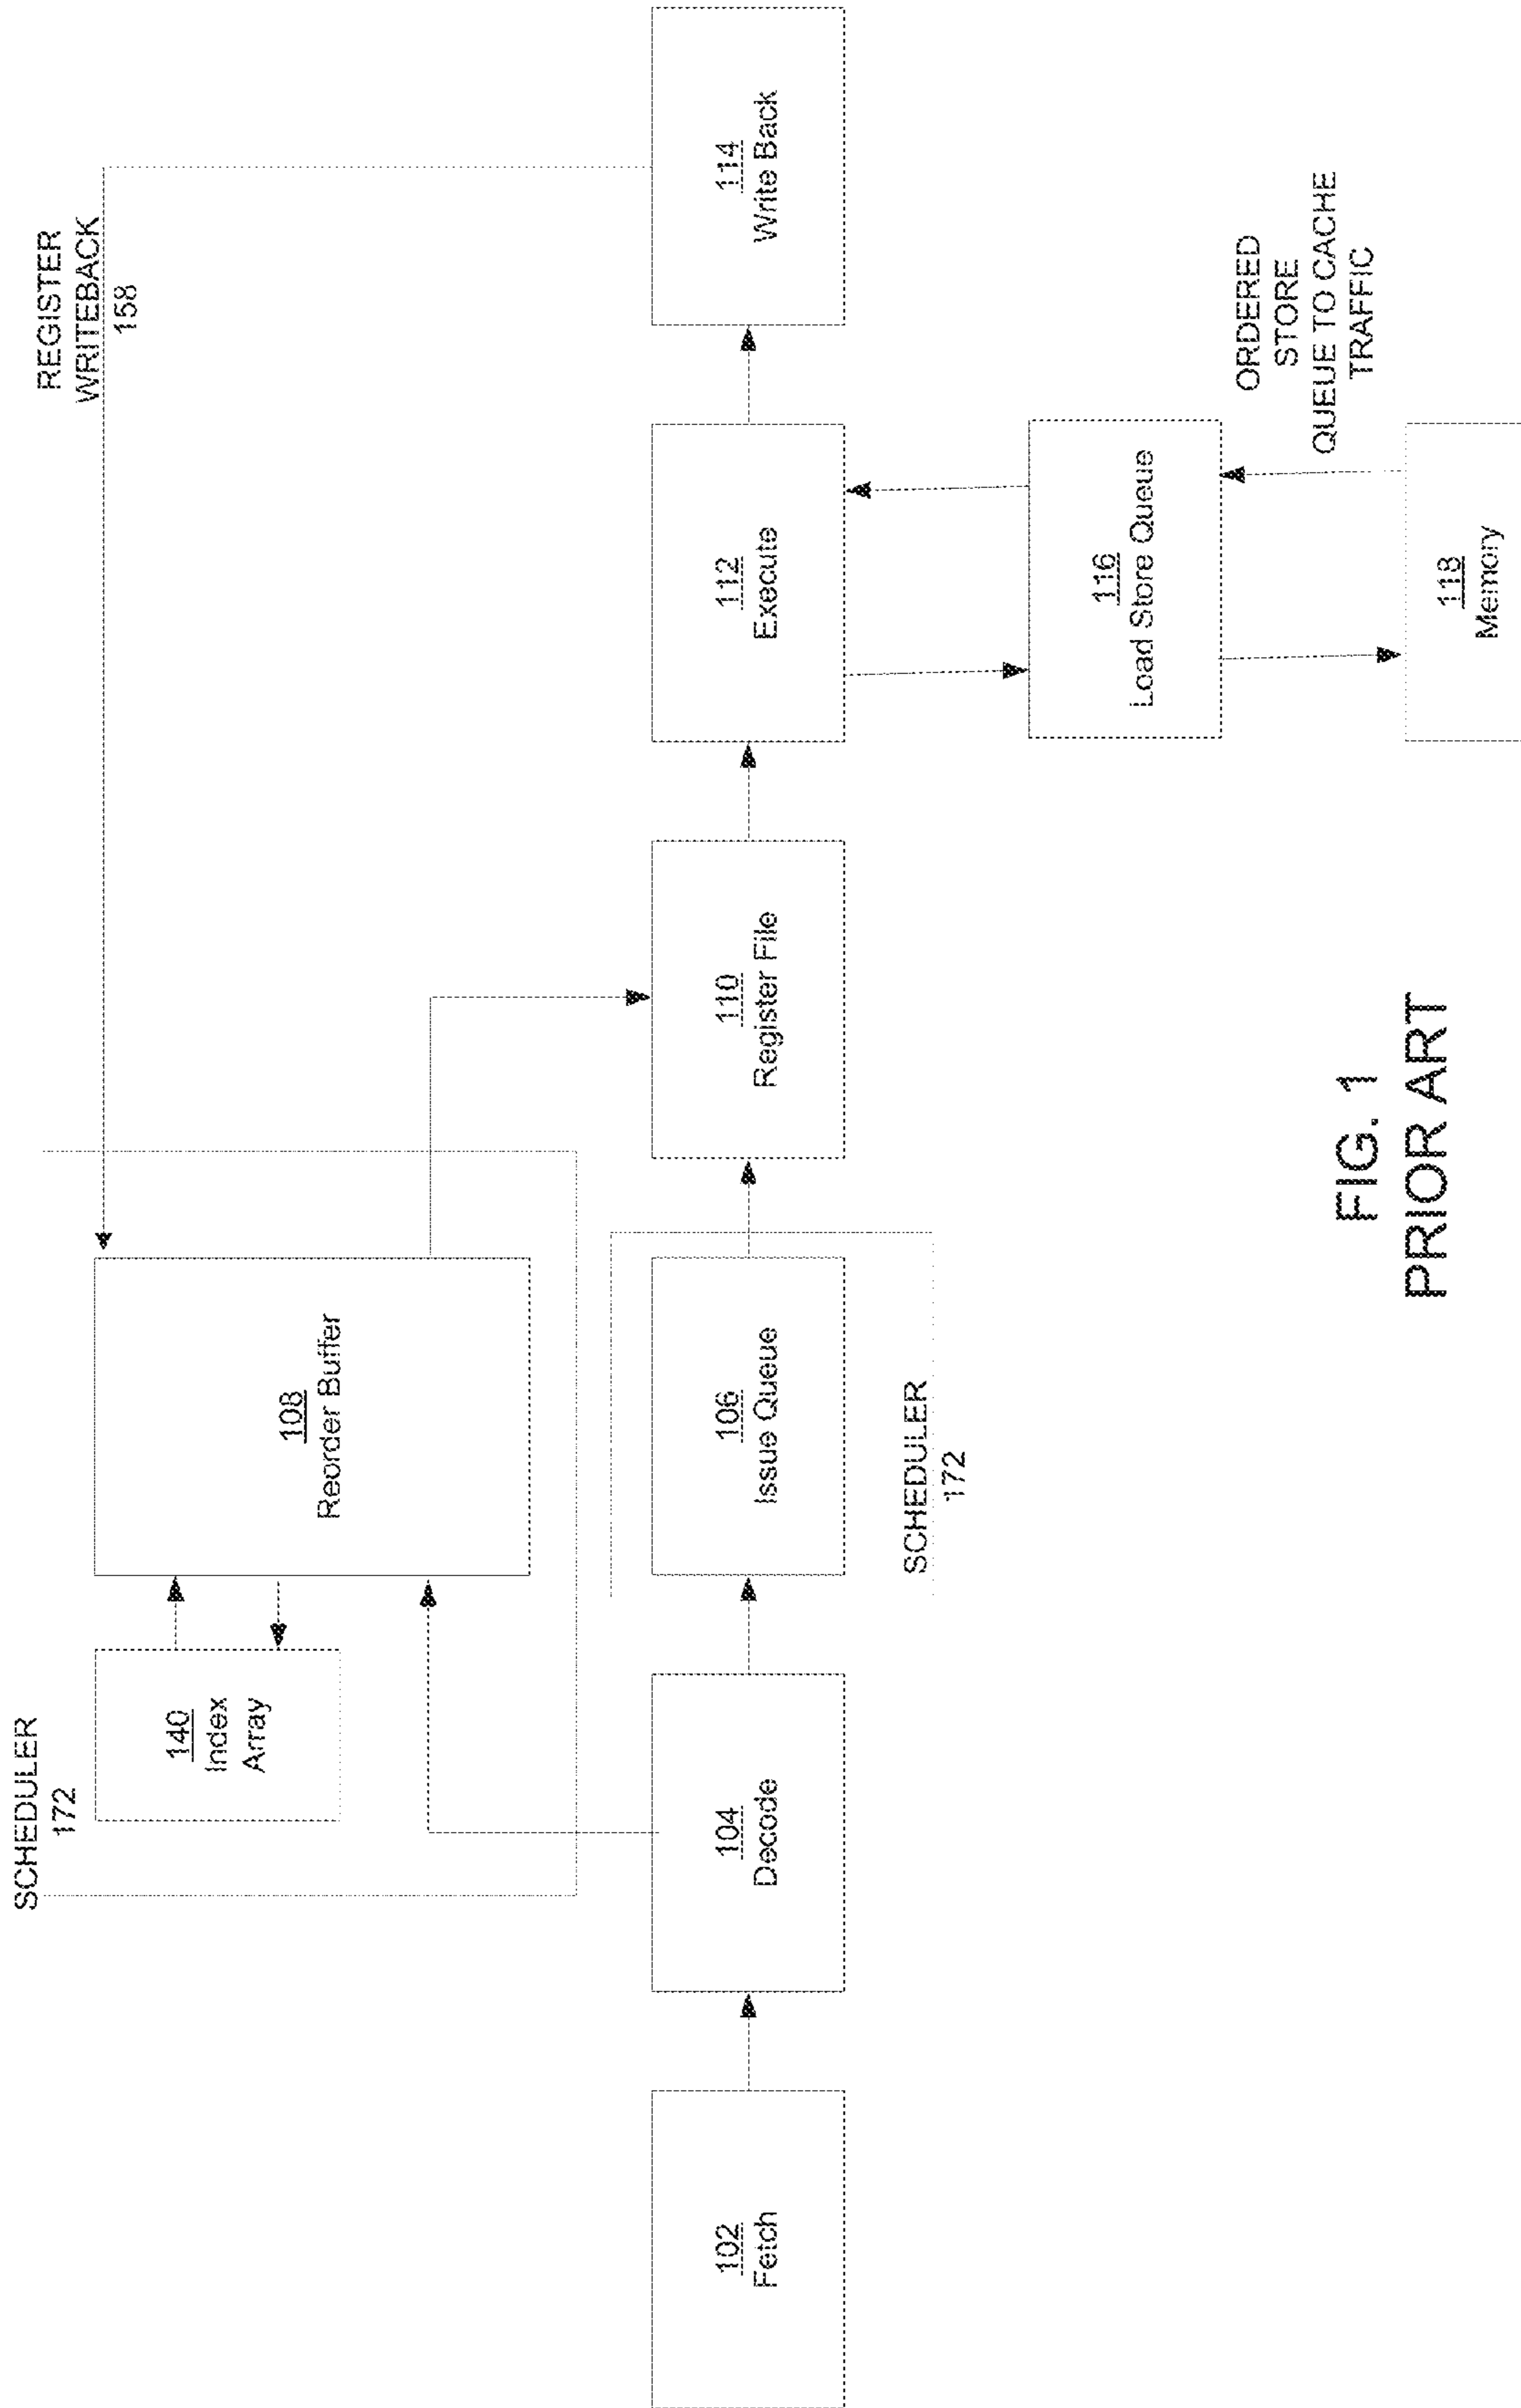 SCHEDULER
172
REGISTER
WRITEBACK
158
140
Index
Array
108
Reorder Buffer
102
Fetch
104
Decode
106
Issue Queue
110
Register File
112
Execute
114
Write Back
SCHEDULER
172
116
Load Store Queue
ORDERED
STORE
QUEUE TO CACHE
TRAFFIC
118
Memory
FIG. 1
PRIOR ART